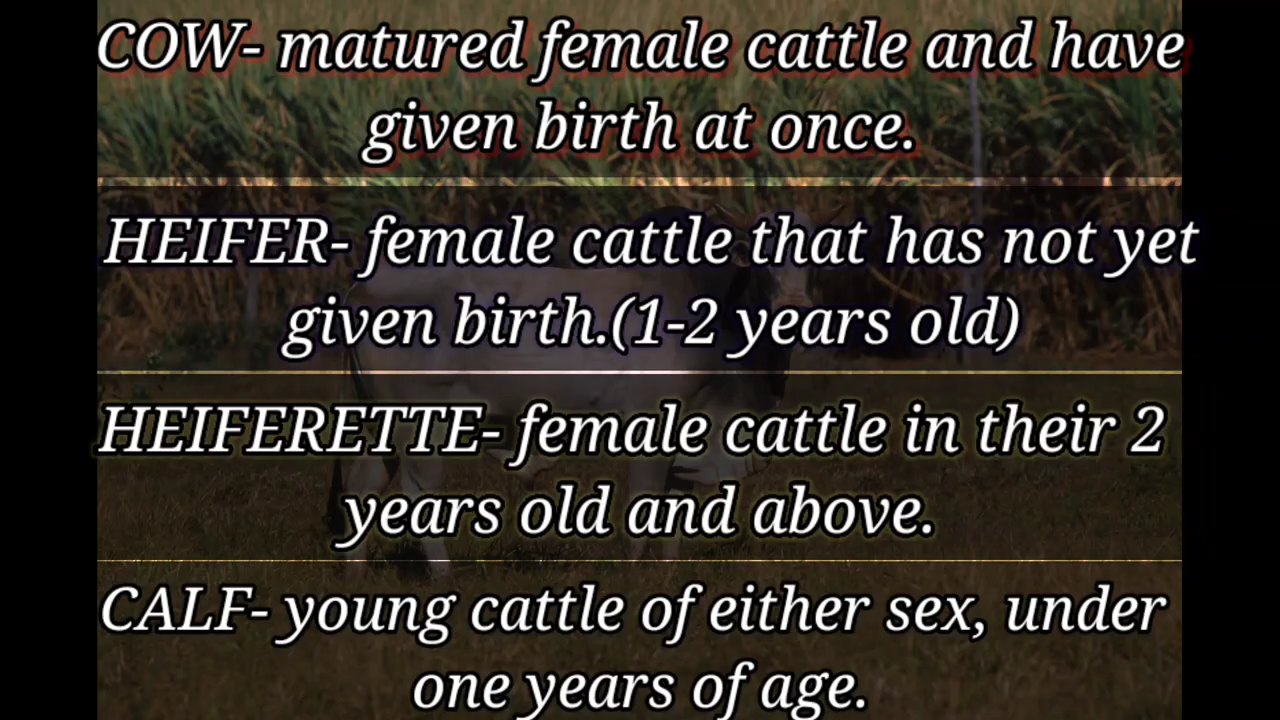 COW- matured female cattle and have
given birth at once.
HEIFER- female cattle that has not yet
given birth.(1-2 years old)
HEIFERETTE- female cattle in their 2
years old and above.
CALF- young cattle of either sex, under
one years of age.